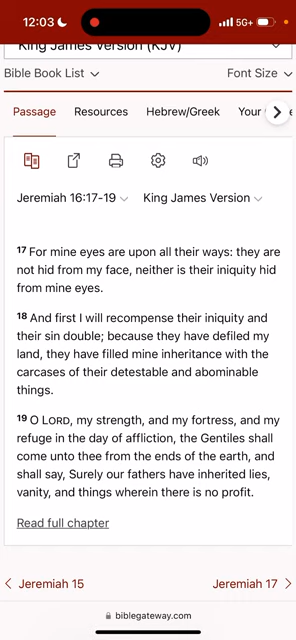 12:03
5G+
King James Version (KJV)
Bible Book List
Font Size
Passage
Resources
Hebrew/Greek
Your
Jeremiah 16:17-19
King James Version
17 For mine eyes are upon all their ways: they are
not hid from my face, neither is their iniquity hid
from mine eyes.
18 And first I will recompense their iniquity and
their sin double; because they have defiled my
land, they have filled mine inheritance with the
carcases of their detestable and abominable
things.
19 O LORD, my strength, and my fortress, and my
refuge in the day of affliction, the Gentiles shall
come unto thee from the ends of the earth, and
shall say, Surely our fathers have inherited lies,
vanity, and things wherein there is no profit.
Read full chapter
Jeremiah 15
Jeremiah 17
biblegateway.com